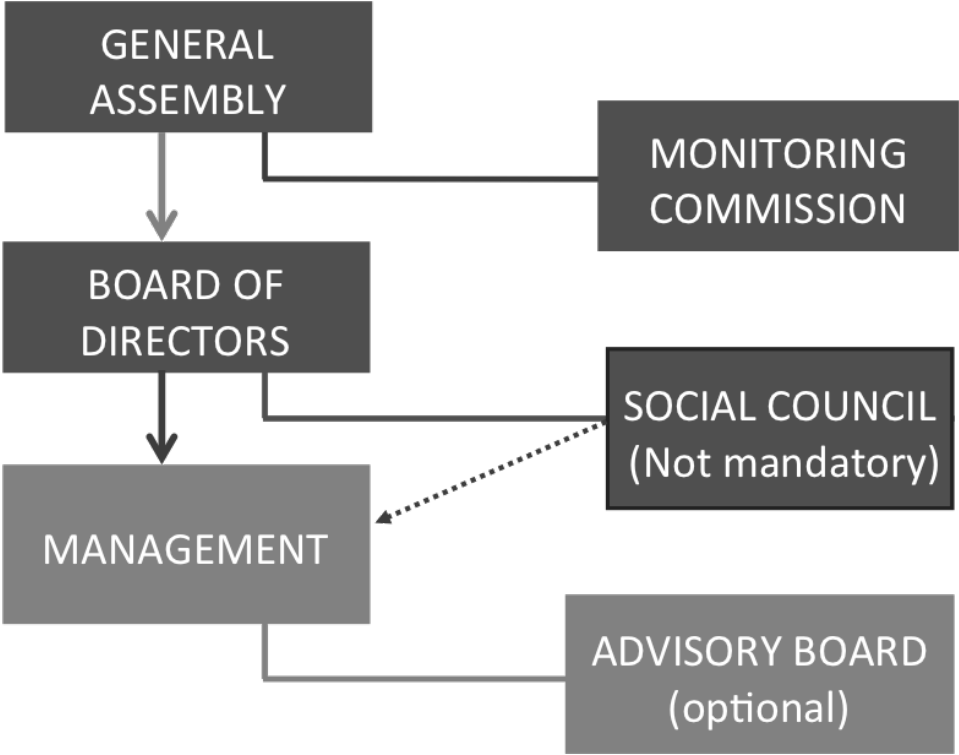 GENERAL
ASSEMBLY
MONITORING
COMMISSION
BOARD OF
DIRECTORS
SOCIAL COUNCIL
(Not mandatory)
MANAGEMENT
ADVISORY BOARD
(optional)